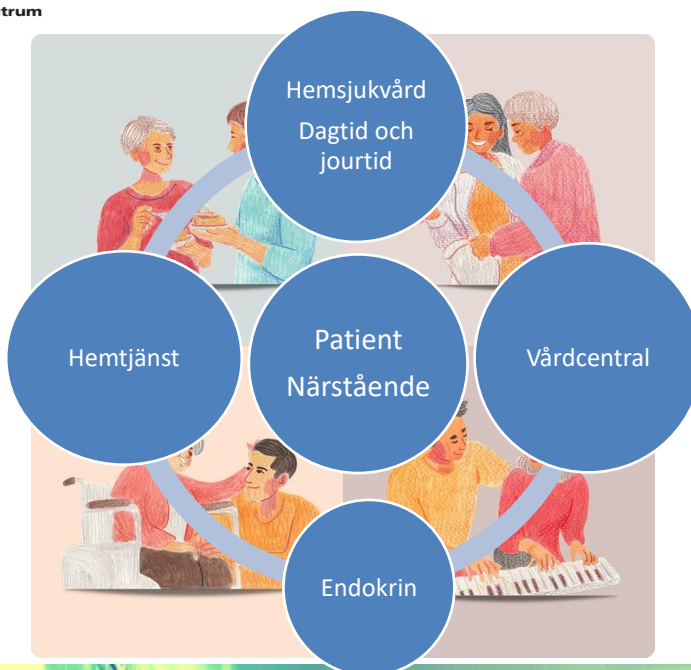 trum
Hemsjukvård
Dagtid och
jourtid
Hemtjänst
Patient
Närstående
Vårdcentral
Endokrin